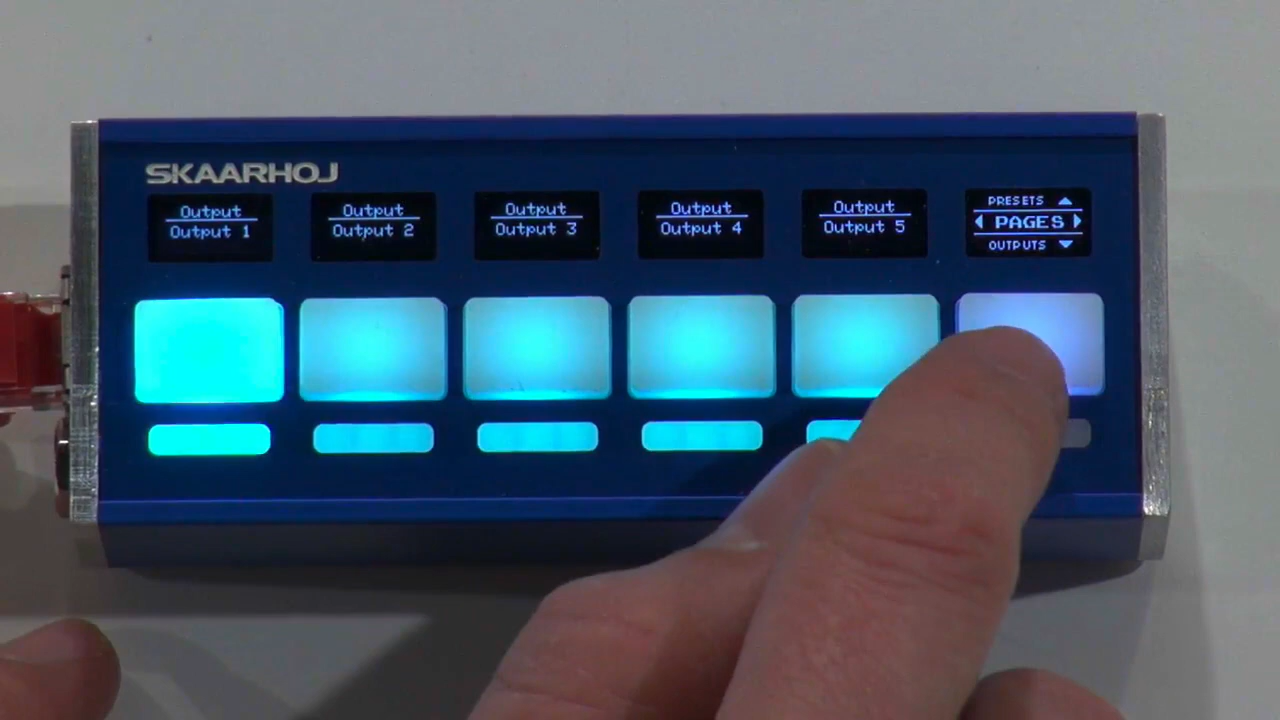 SKAARHOJ
Output
Output 1
Output
Output 2
Output
Output 3
Output
Output 4
Output
Output 5
PRESETS
PAGES
OUTPUTS